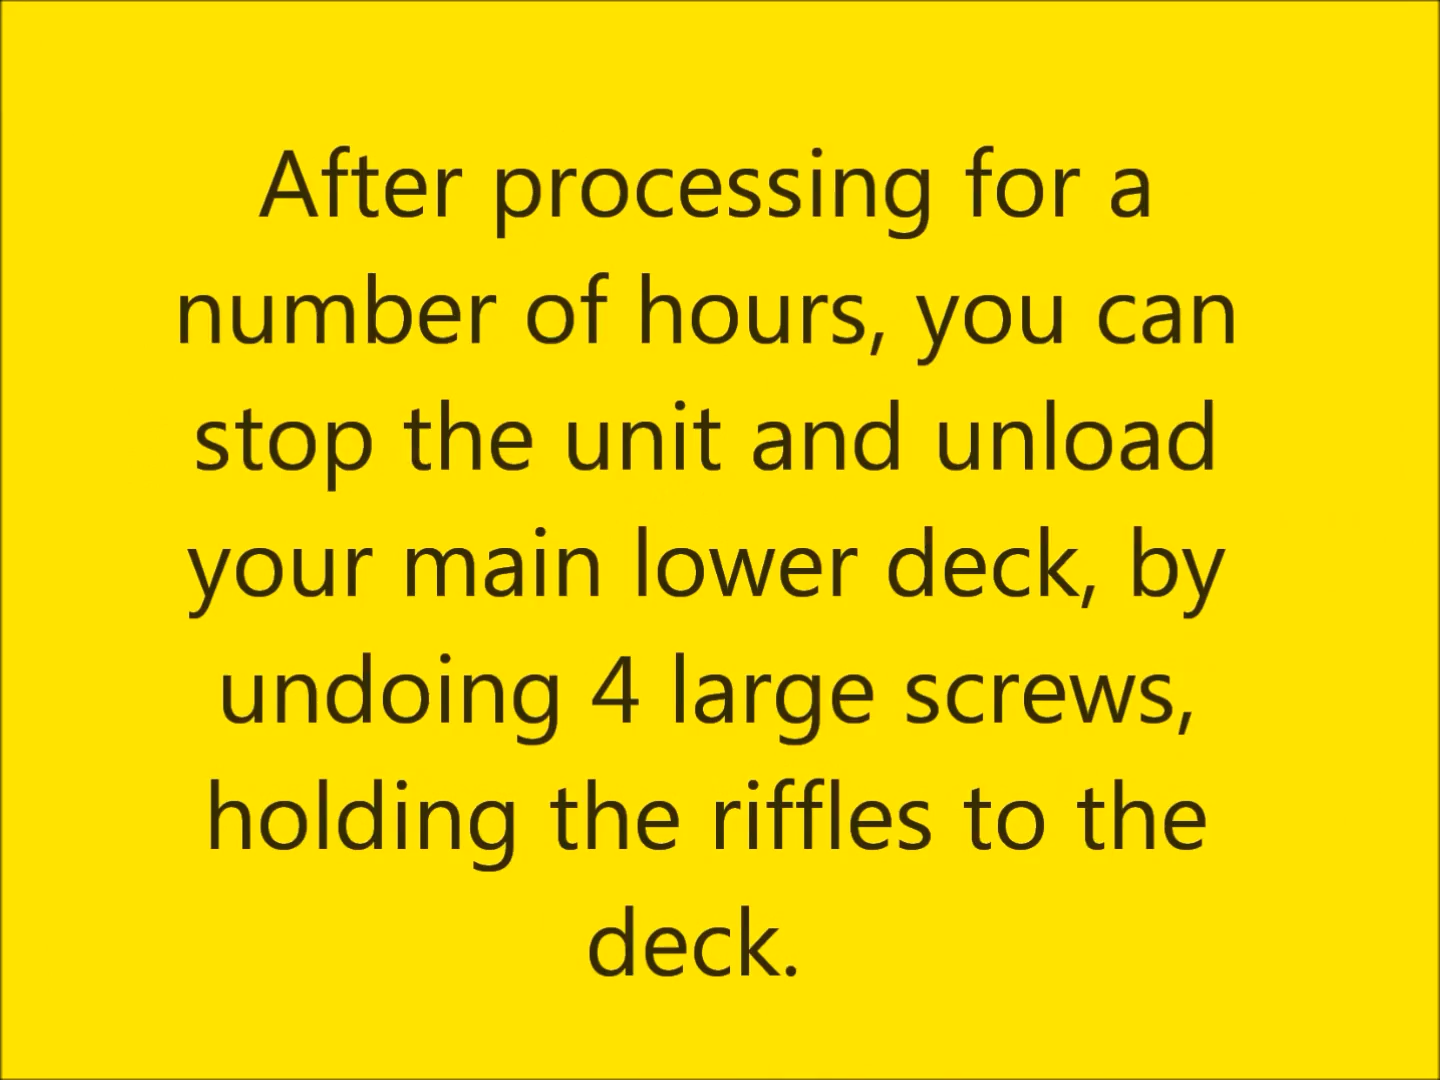 After processing for a
number of hours, you can
stop the unit and unload
your main lower deck, by
undoing 4 large screws,
holding the riffles to the
deck.